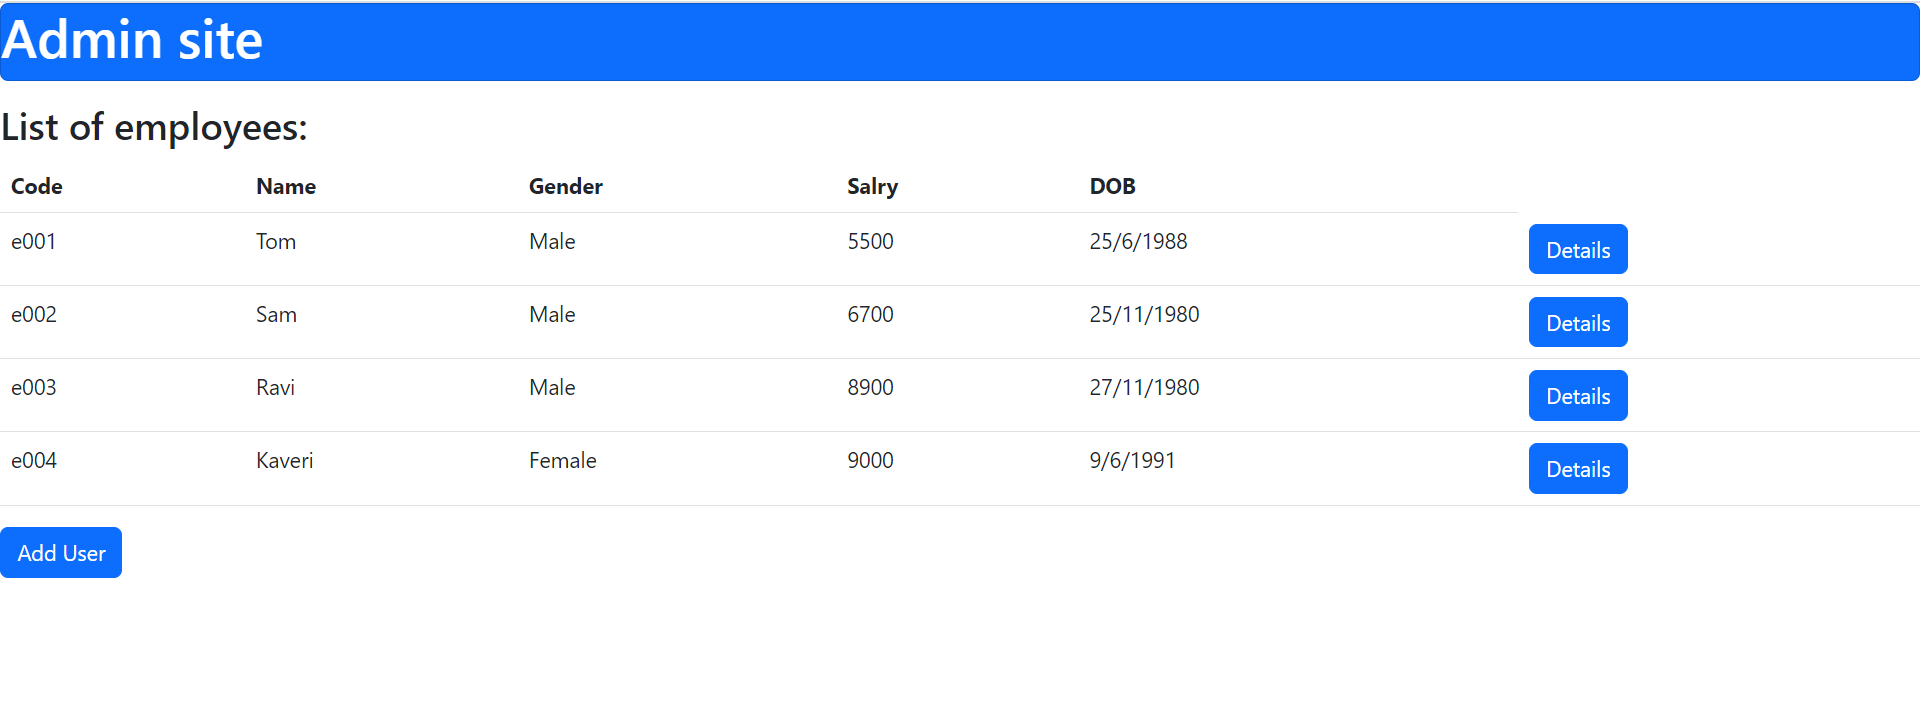 Admin site
List of employees:
Code Name Gender Salry DOB
e001 Tom Male 5500 25/6/1988 Details
e002 Sam Male 6700 25/11/1980 Details
e003 Ravi Male 8900 27/11/1980 Details
e004 Kaveri Female 9000 9/6/1991 Details
Add User